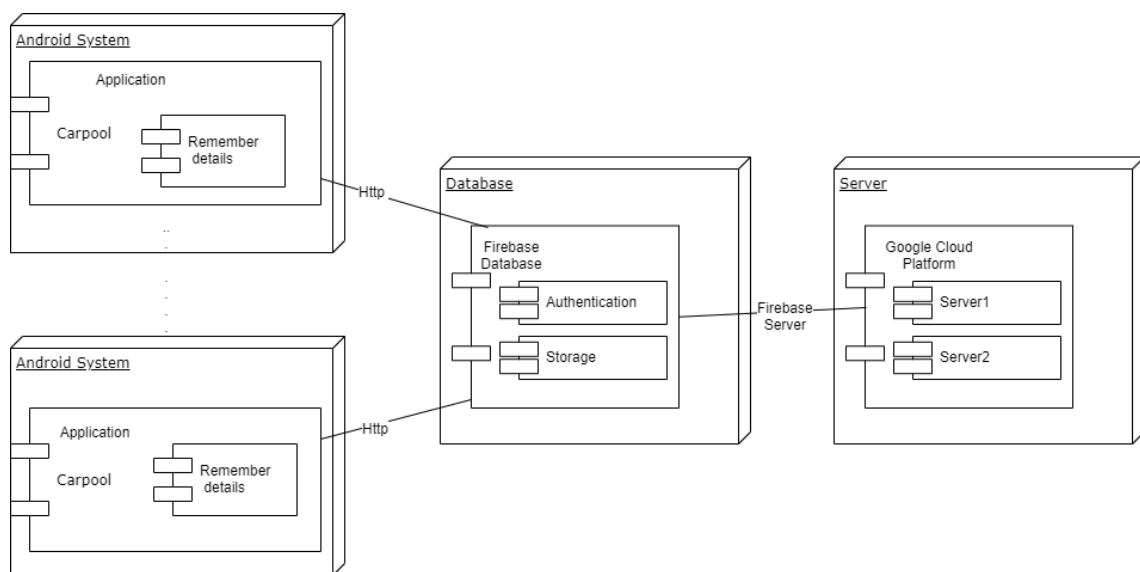 Android System
Application
Carpool
Remember
details
..
.
.
.
.
.
Android System
Application
Carpool
Remember
details
Http
Http
Database
Firebase
Database
Authentication
Storage
Firebase
Server
Server
Google Cloud
Platform
Server1
Server2